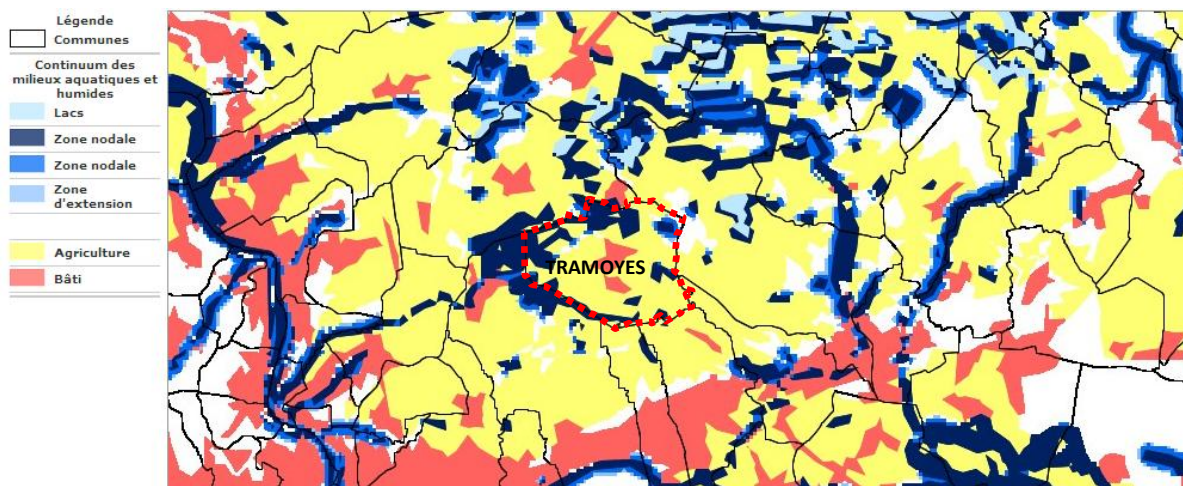 Légende
Communes
Continuum des
milieux aquatiques et
humides
Lacs
Zone nodale
Zone nodale
Zone
d'extension
Agriculture
Bâti
TRAMOYES